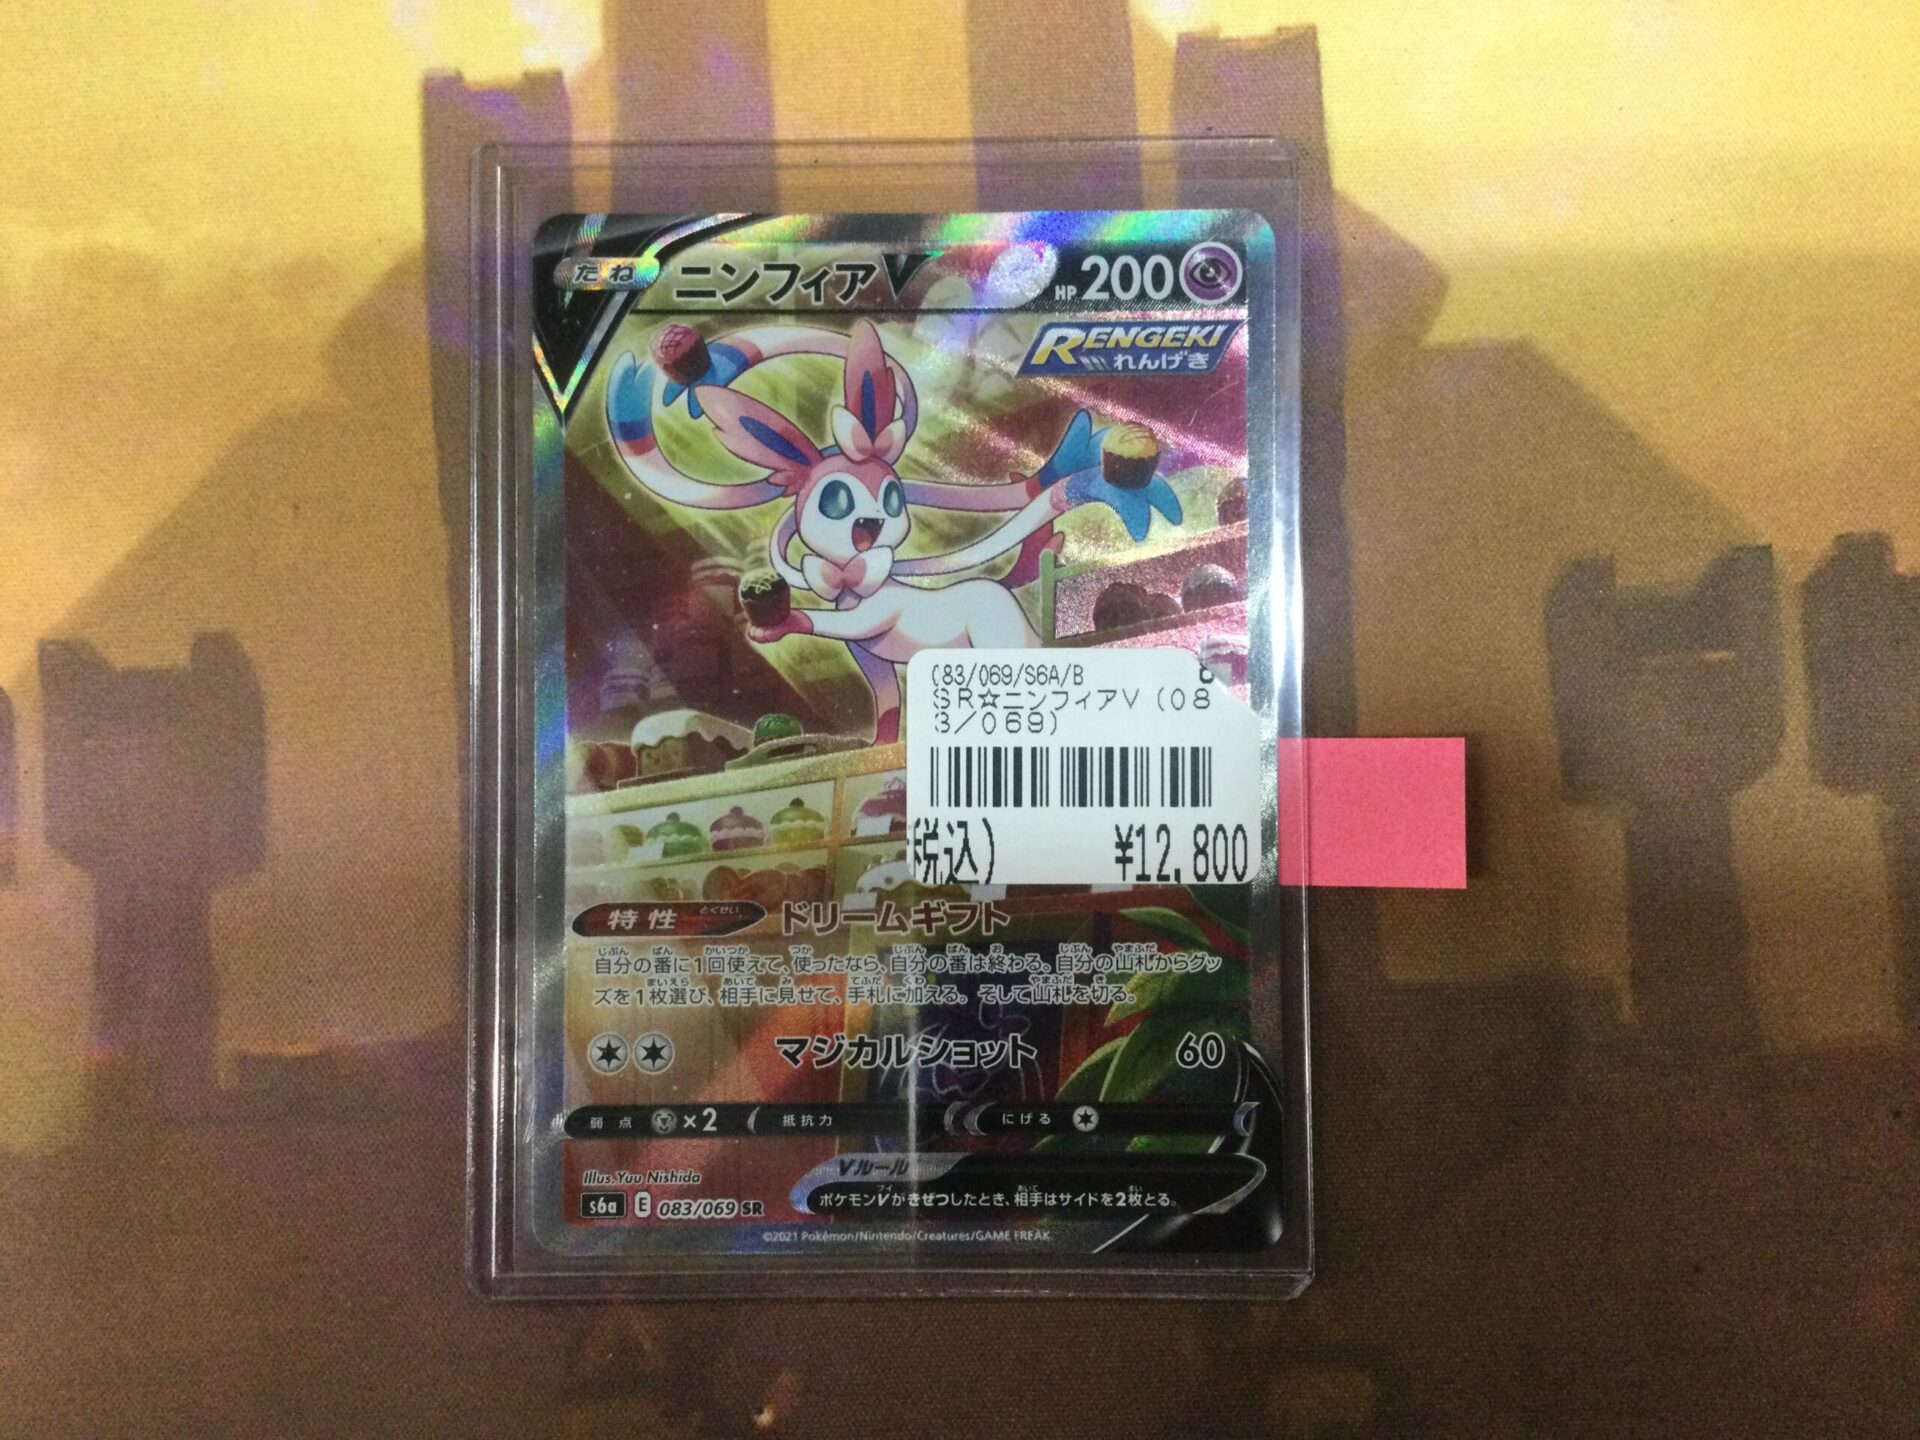 たね ニンフィアV HP 200
RENGEKI
れんげき
083/069/S6A/B
SR☆ニンフィアV（08
3/069）
税込） ¥12,800
特性 とくせい ドリームギフト
自分の番に1回使えて、使ったなら、自分の番は終わる。自分の山札からグッ
ズを1枚選び、相手に見せて、手札に加える。そして山札を切る。
マジカルショット 60
弱点 ×2 抵抗力 にげる
Illus. Yuu Nishida
Vルール
ポケモンVがきぜつしたとき、相手はサイドを2枚とる。
s6a E 083/069 SR
©2021 Pokémon/Nintendo/Creatures/GAME FREAK